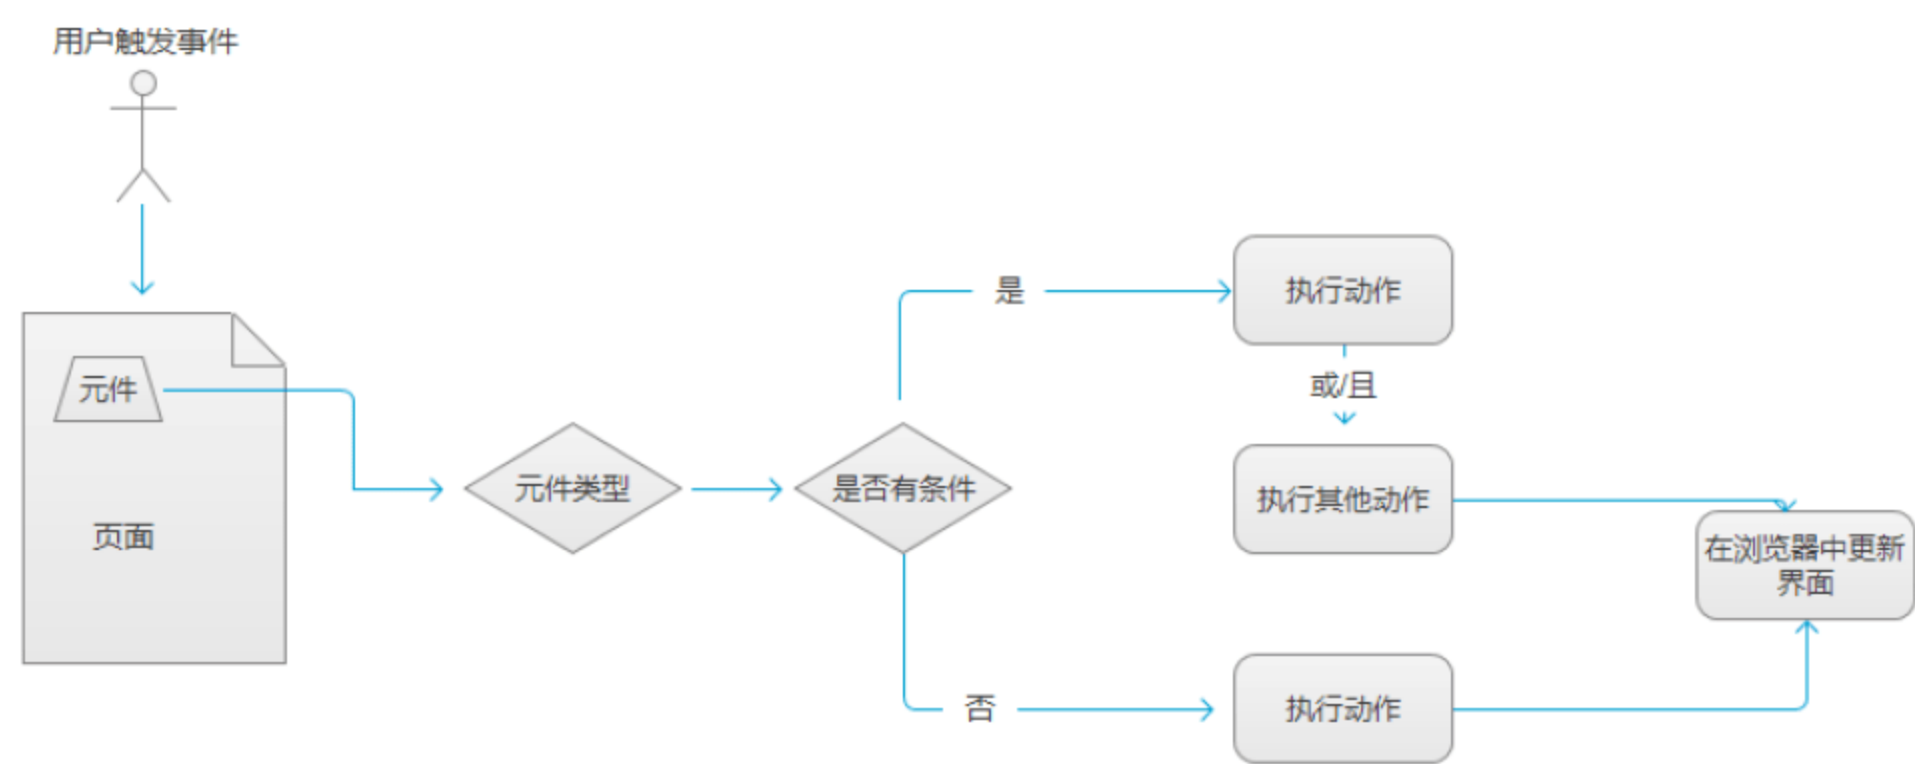 用户触发事件
元件
页面
元件类型
是否有条件
是
执行动作
或/且
执行其他动作
否
执行动作
在浏览器中更新
界面